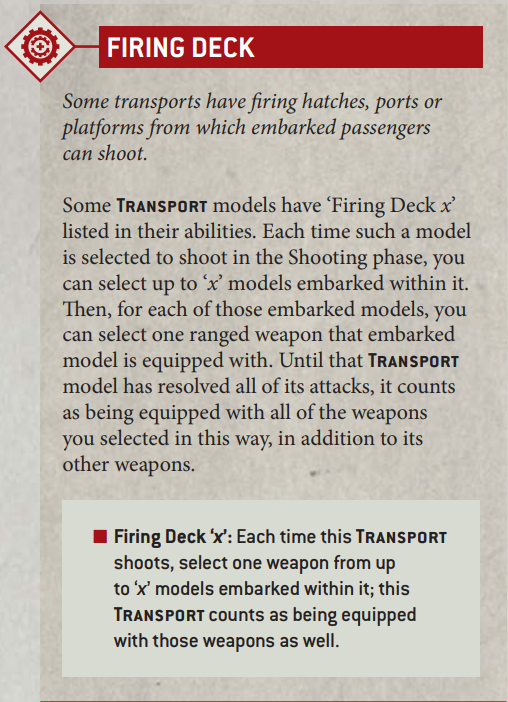 FIRING DECK
Some transports have firing hatches, ports or
platforms from which embarked passengers
can shoot.
Some TRANSPORT models have ‘Firing Deck x’
listed in their abilities. Each time such a model
is selected to shoot in the Shooting phase, you
can select up to ‘x’ models embarked within it.
Then, for each of those embarked models, you
can select one ranged weapon that embarked
model is equipped with. Until that TRANSPORT
model has resolved all of its attacks, it counts
as being equipped with all of the weapons
you selected in this way, in addition to its
other weapons.
■ Firing Deck ‘x’: Each time this TRANSPORT
shoots, select one weapon from up
to ‘x’ models embarked within it; this
TRANSPORT counts as being equipped
with those weapons as well.